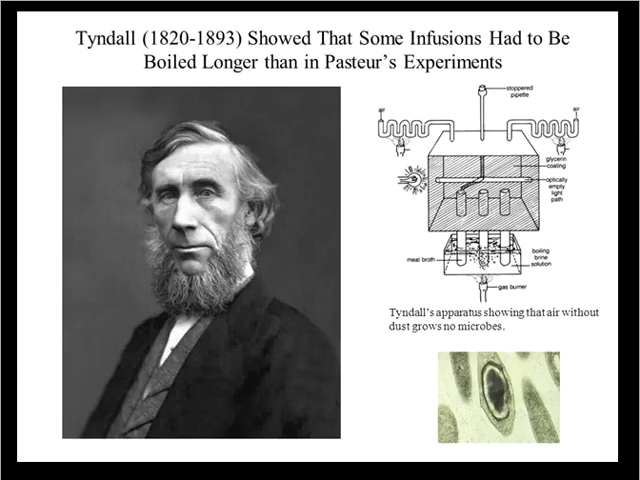 Tyndall (1820-1893) Showed That Some Infusions Had to Be
Boiled Longer than in Pasteur's Experiments
stoppered
pipette
air
air
glycerin
coating
optically
empty
light
path
meat broth
boiling
brine
solution
gas burner
Tyndall's apparatus showing that air without
dust grows no microbes.